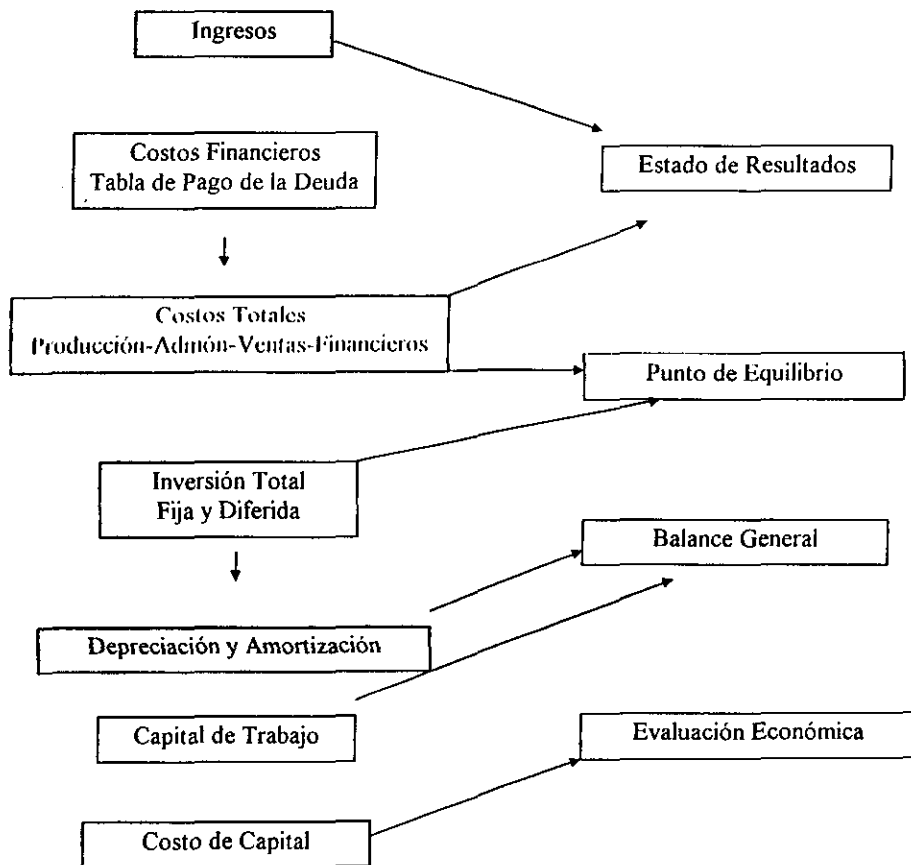 Ingresos
Costos Financieros
Tabla de Pago de la Deuda
Estado de Resultados
Costos Totales
Producción-Admón-Ventas-Financieros
Punto de Equilibrio
Inversión Total
Fija y Diferida
Balance General
Depreciación y Amortización
Capital de Trabajo
Evaluación Económica
Costo de Capital